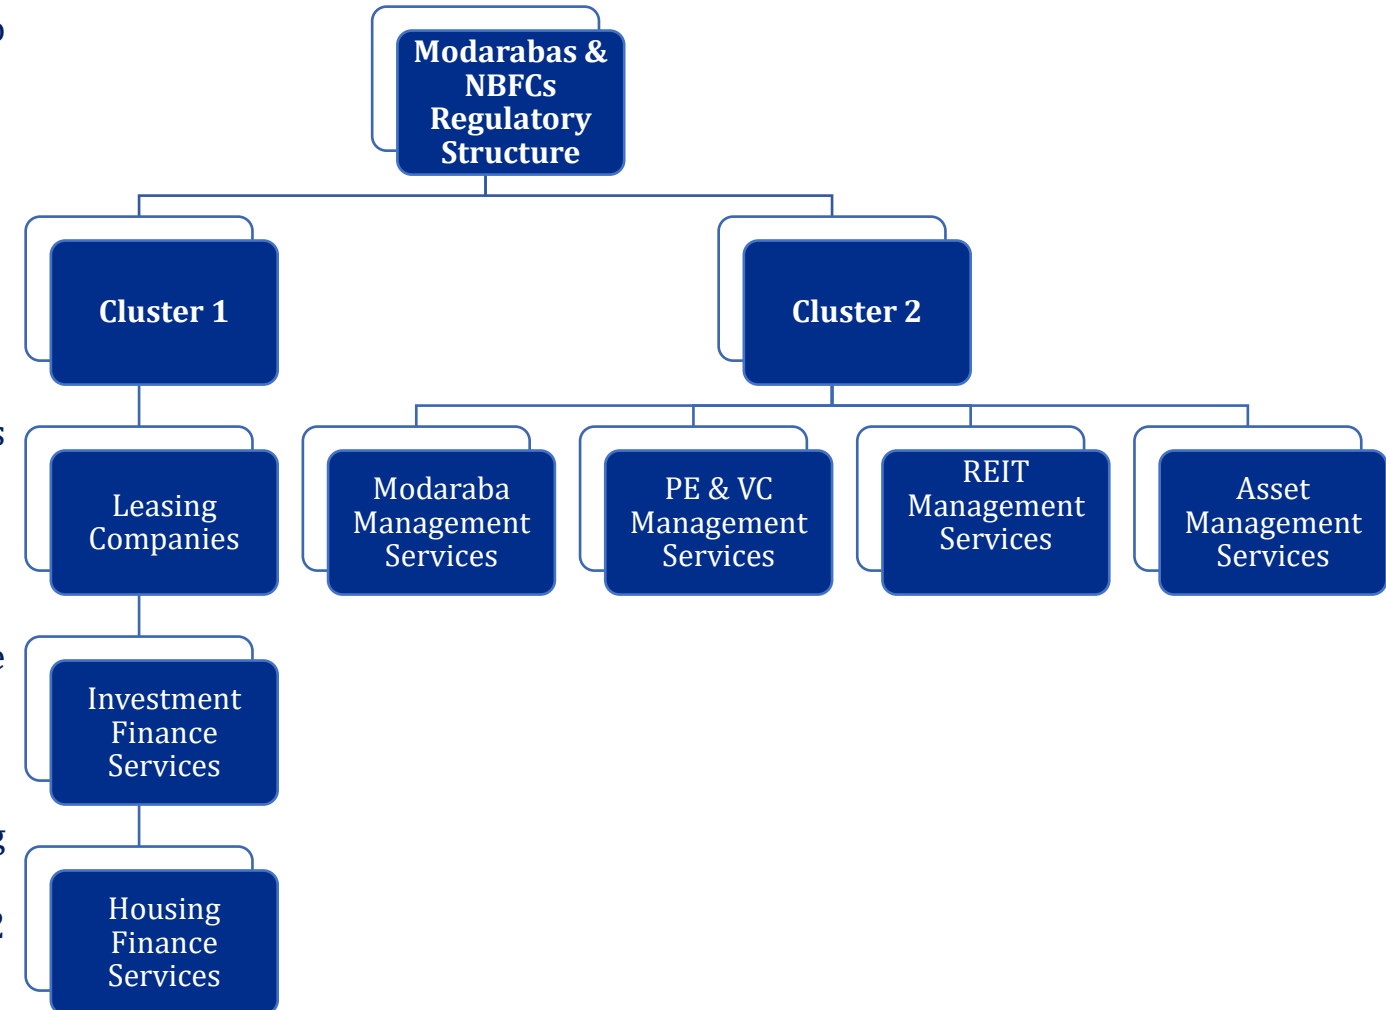 Modarabas &
NBFCs
Regulatory
Structure
Cluster 1
Cluster 2
Leasing
Companies
Modaraba
Management
Services
PE & VC
Management
Services
REIT
Management
Services
Asset
Management
Services
Investment
Finance
Services
Housing
Finance
Services